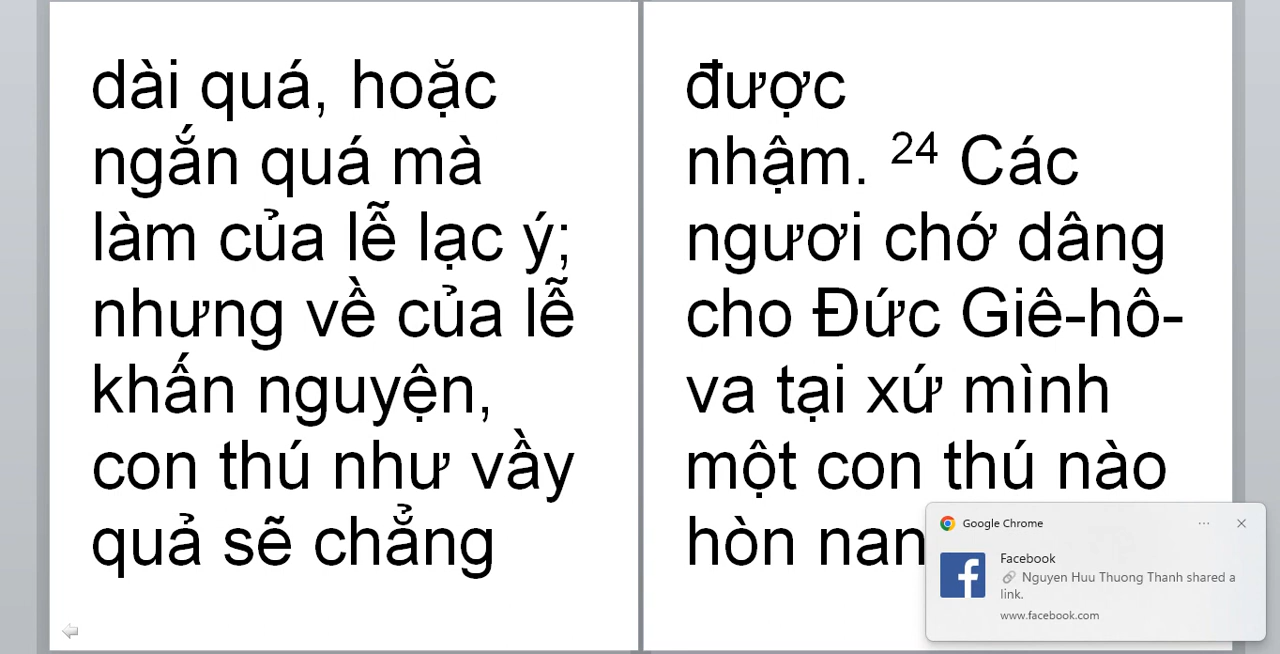 dài quá, hoặc
ngắn quá mà
làm của lễ lạc ý;
nhưng về của lễ
khấn nguyện,
con thú như vầy
quả sẽ chẳng
được
nhậm. 24 Các
ngươi chớ dâng
cho Đức Giê-hô-
va tại xứ mình
một con thú nào
hòn nan
Google Chrome
Facebook
Nguyen Huu Thuong Thanh shared a
link.
www.facebook.com